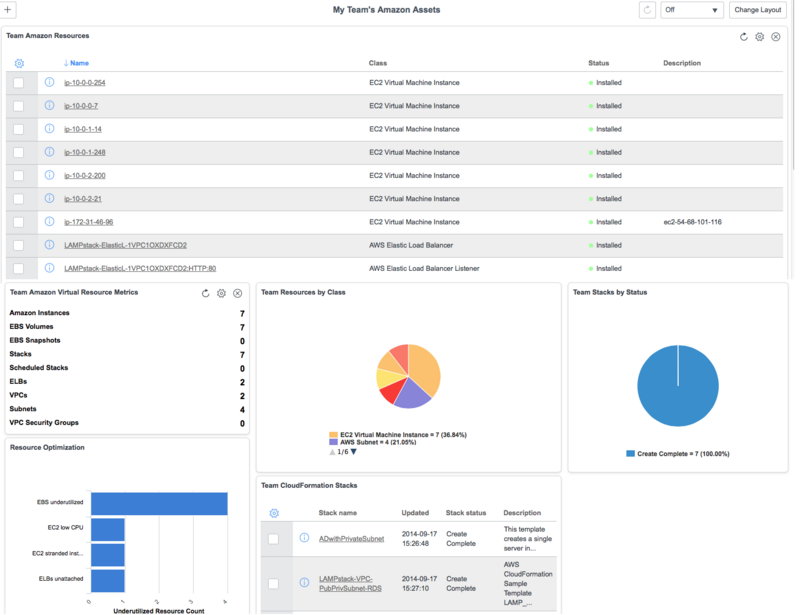 + My Team's Amazon Assets Off ▼ Change Layout
Team Amazon Resources
↓ Name Class Status Description
ip-10-0-0-254 EC2 Virtual Machine Instance Installed
ip-10-0-0-7 EC2 Virtual Machine Instance Installed
ip-10-0-1-14 EC2 Virtual Machine Instance Installed
ip-10-0-1-248 EC2 Virtual Machine Instance Installed
ip-10-0-2-200 EC2 Virtual Machine Instance Installed
ip-10-0-2-21 EC2 Virtual Machine Instance Installed
ip-172-31-46-96 EC2 Virtual Machine Instance Installed ec2-54-68-101-116
LAMPstack-ElasticL-1VPC1OXDXFCD2 AWS Elastic Load Balancer Installed
LAMPstack-ElasticL-1VPC1OXDXFCD2:HTTP:80 AWS Elastic Load Balancer Listener Installed
Team Amazon Virtual Resource Metrics
Amazon Instances 7
EBS Volumes 7
EBS Snapshots 0
Stacks 7
Scheduled Stacks 0
ELBs 2
VPCs 2
Subnets 4
VPC Security Groups 0
Team Resources by Class
EC2 Virtual Machine Instance = 7 (36.84%)
AWS Subnet = 4 (21.05%)
▲ 1/6 ▼
Team Stacks by Status
Create Complete = 7 (100.00%)
Resource Optimization
EBS underutilized
EC2 low CPU
EC2 stranded inst...
ELBs unattached
0 1 2 3 4
Underutilized Resource Count
Team CloudFormation Stacks
Stack name Updated Stack status Description
ADwithPrivateSubnet 2014-09-17 15:26:48 Create Complete This template
creates a single
server in...
LAMPstack-VPC-PubPrivSubnet-RDS 2014-09-17 15:27:10 Create Complete AWS
CloudFormation
Sample
Template
LAMP_...